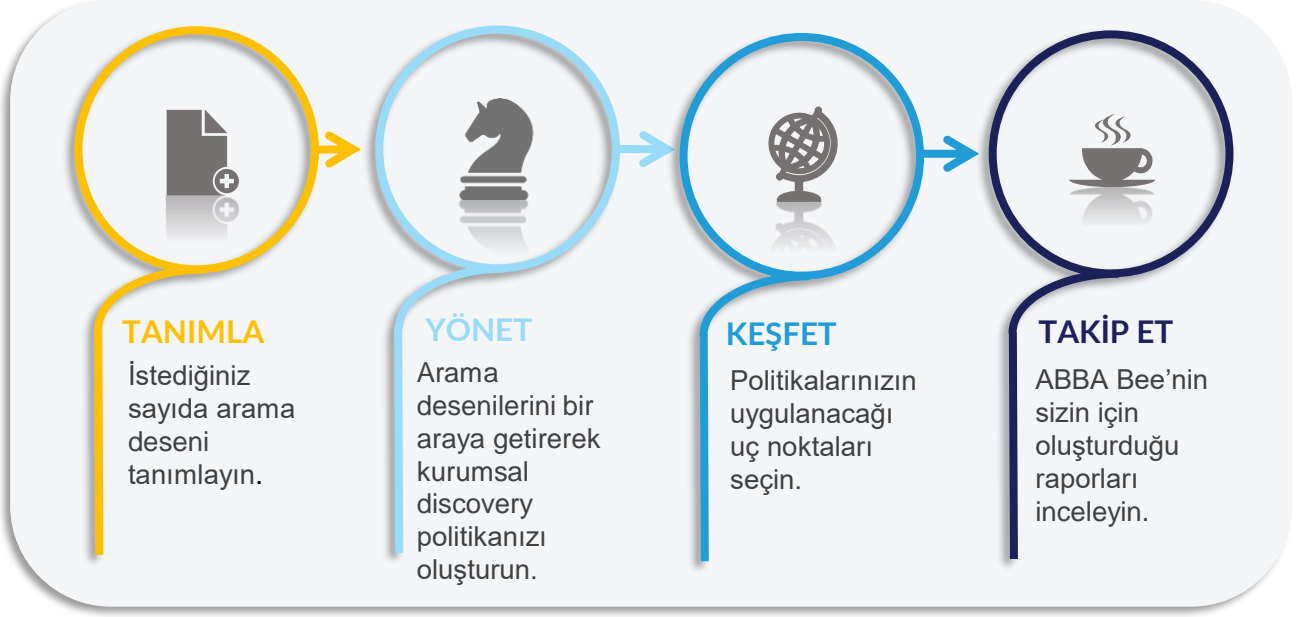 TANIMLA
İstediğiniz
sayıda arama
deseni
tanımlayın.
YÖNET
Arama
desenilerini bir
araya getirerek
kurumsal
discovery
politikanızı
oluşturun.
KEŞFET
Politikalarınızın
uygulanacağı
uç noktaları
seçin.
TAKİP ET
ABBA Bee’nin
sizin için
oluşturduğu
raporları
inceleyin.